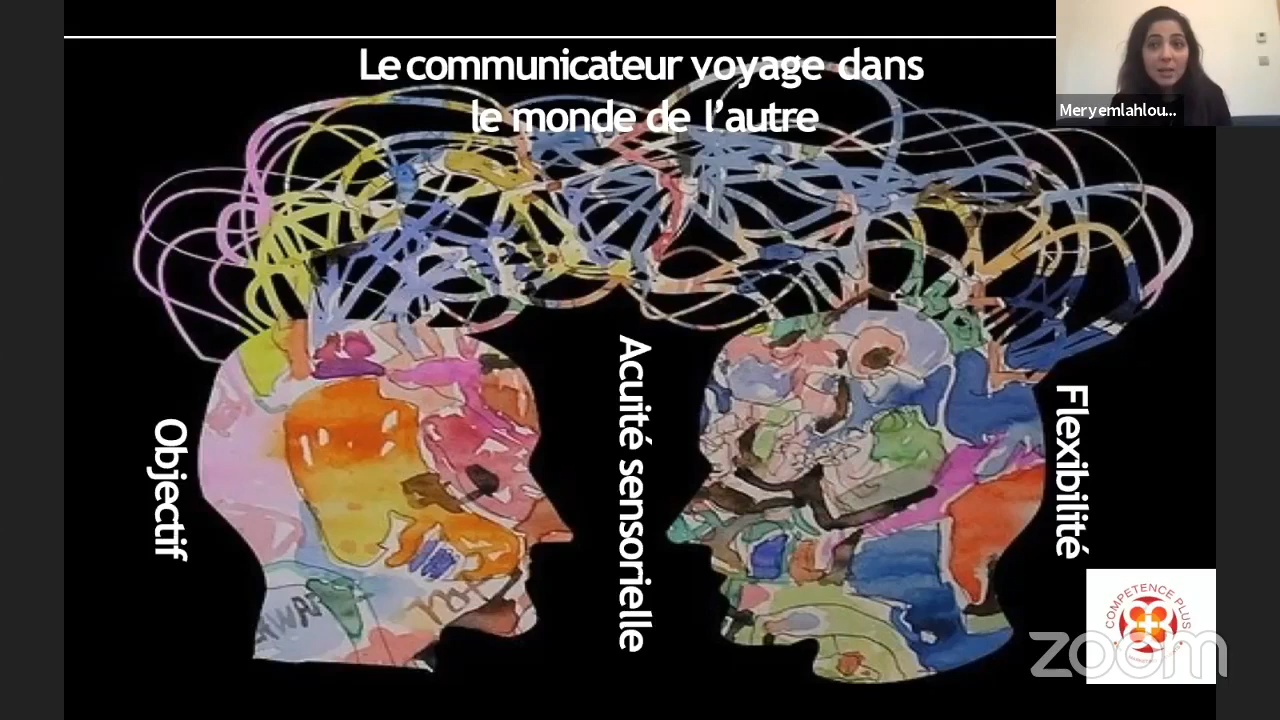 Le communicateur voyage dans
le monde de l’autre
Meryemlahlou...
Objectif
Acuité sensorielle
Flexibilité
COMPETENCE PLUS
zoom